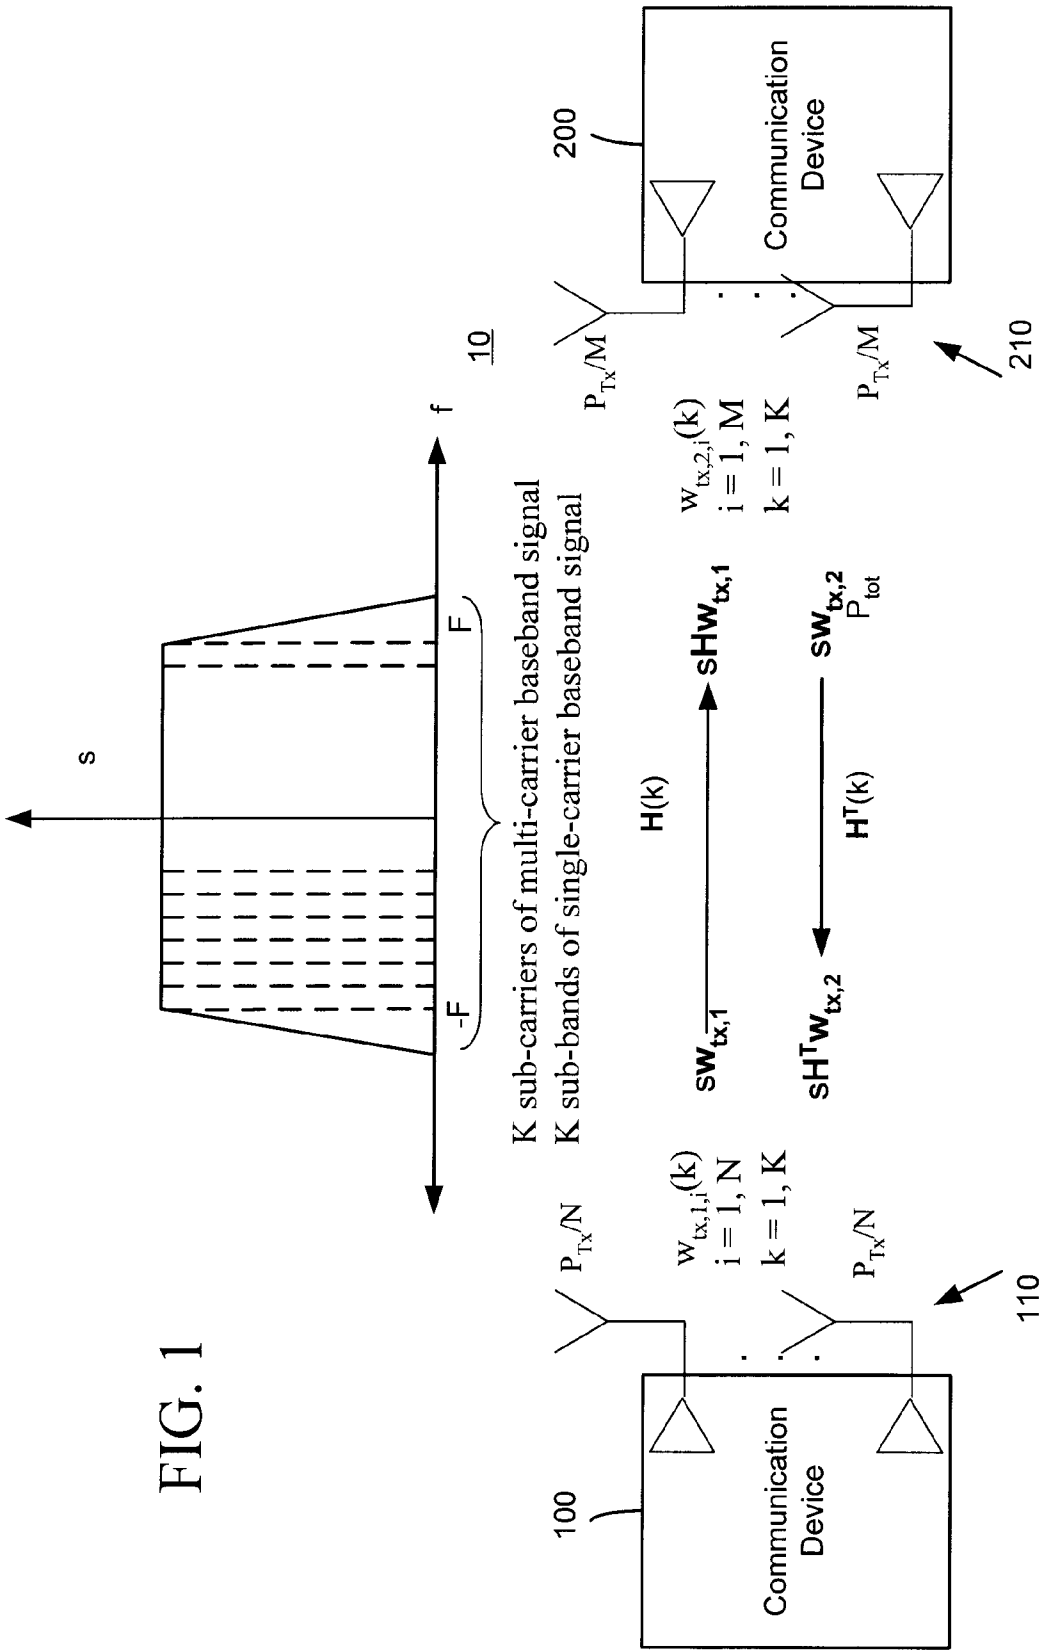 FIG. 1
s
f
-F
F
K sub-carriers of multi-carrier baseband signal
K sub-bands of single-carrier baseband signal
10
100
Communication
Device
P_Tx/N
w_tx,1,i(k)
i = 1, N
k = 1, K
P_Tx/N
110
sw_tx,1
H(k)
sHw_tx,1
sH^Tw_tx,2
H^T(k)
sw_tx,2
P_tot
P_Tx/M
w_tx,2,i(k)
i = 1, M
k = 1, K
P_Tx/M
210
200
Communication
Device